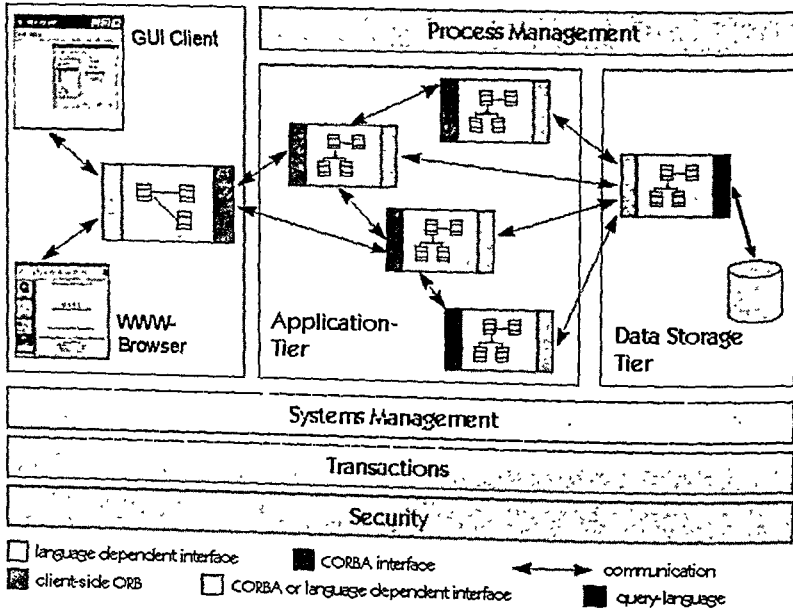 GUI Client
Process Management
WWW-
Browser
Application-
Tier
Data Storage
Tier
Systems Management
Transactions
Security
language dependent interface
CORBA interface
communication
client-side ORB
CORBA or language dependent interface
query-language